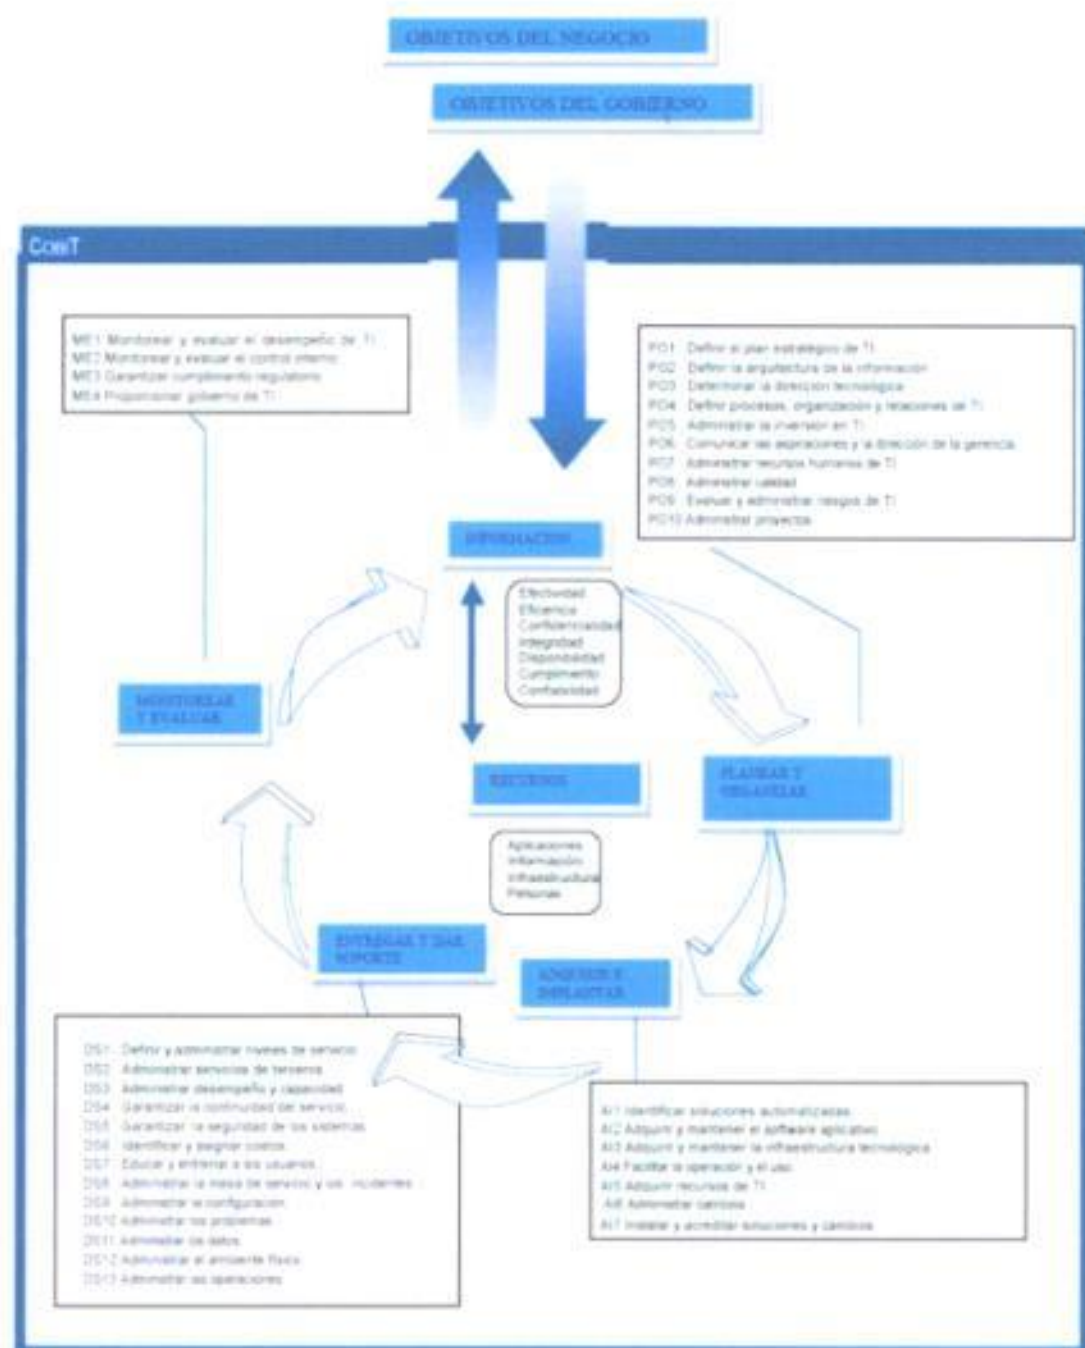 OBJETIVOS DEL NEGOCIO
OBJETIVOS DEL GOBIERNO
COBIT
ME1 Monitorear y evaluar el desempeño de TI
ME2 Monitorear y evaluar el control interno
ME3 Garantizar cumplimiento regulatorio
ME4 Proporcionar gobierno de TI
PO1 Definir el plan estratégico de TI
PO2 Definir la arquitectura de la información
PO3 Determinar la dirección tecnológica
PO4 Definir procesos, organización y relaciones de TI
PO5 Administrar la inversión en TI
PO6 Comunicar las aspiraciones y la dirección de la gerencia
PO7 Administrar recursos humanos de TI
PO8 Administrar calidad
PO9 Evaluar y administrar riesgos de TI
PO10 Administrar proyectos
INFORMACION
Efectividad
Eficiencia
Confidencialidad
Integridad
Disponibilidad
Cumplimiento
Confiabilidad
MONITOREAR
Y EVALUAR
RECURSOS
PLANEAR Y
ORGANIZAR
Aplicaciones
Información
Infraestructura
Personas
ENTREGAR Y DAR
SOPORTE
ADQUIRIR E
IMPLANTAR
DS1 Definir y administrar niveles de servicio
DS2 Administrar servicios de terceros
DS3 Administrar desempeño y capacidad
DS4 Garantizar la continuidad del servicio
DS5 Garantizar la seguridad de los sistemas
DS6 Identificar y asignar costos
DS7 Educar y entrenar a los usuarios
DS8 Administrar la mesa de servicio y los incidentes
DS9 Administrar la configuración
DS10 Administrar los problemas
DS11 Administrar los datos
DS12 Administrar el ambiente físico
DS13 Administrar las operaciones
AI1 Identificar soluciones automatizadas
AI2 Adquirir y mantener el software aplicativo
AI3 Adquirir y mantener la infraestructura tecnológica
AI4 Facilitar la operación y el uso
AI5 Adquirir recursos de TI
AI6 Administrar cambios
AI7 Instalar y acreditar soluciones y cambios